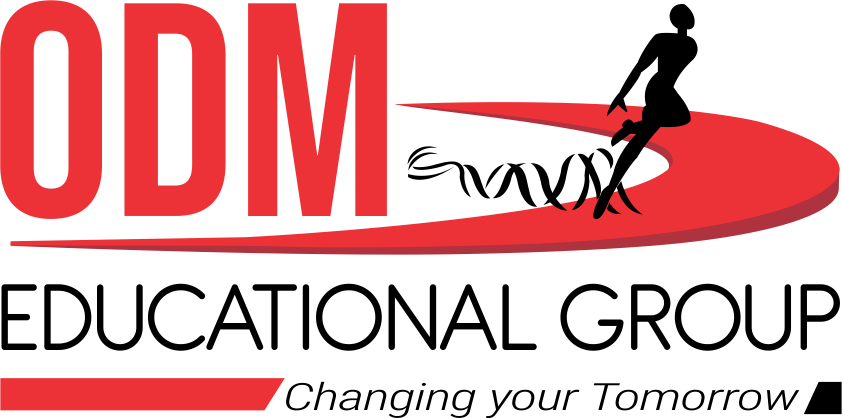 ODM
EDUCATIONAL GROUP
Changing your Tomorrow